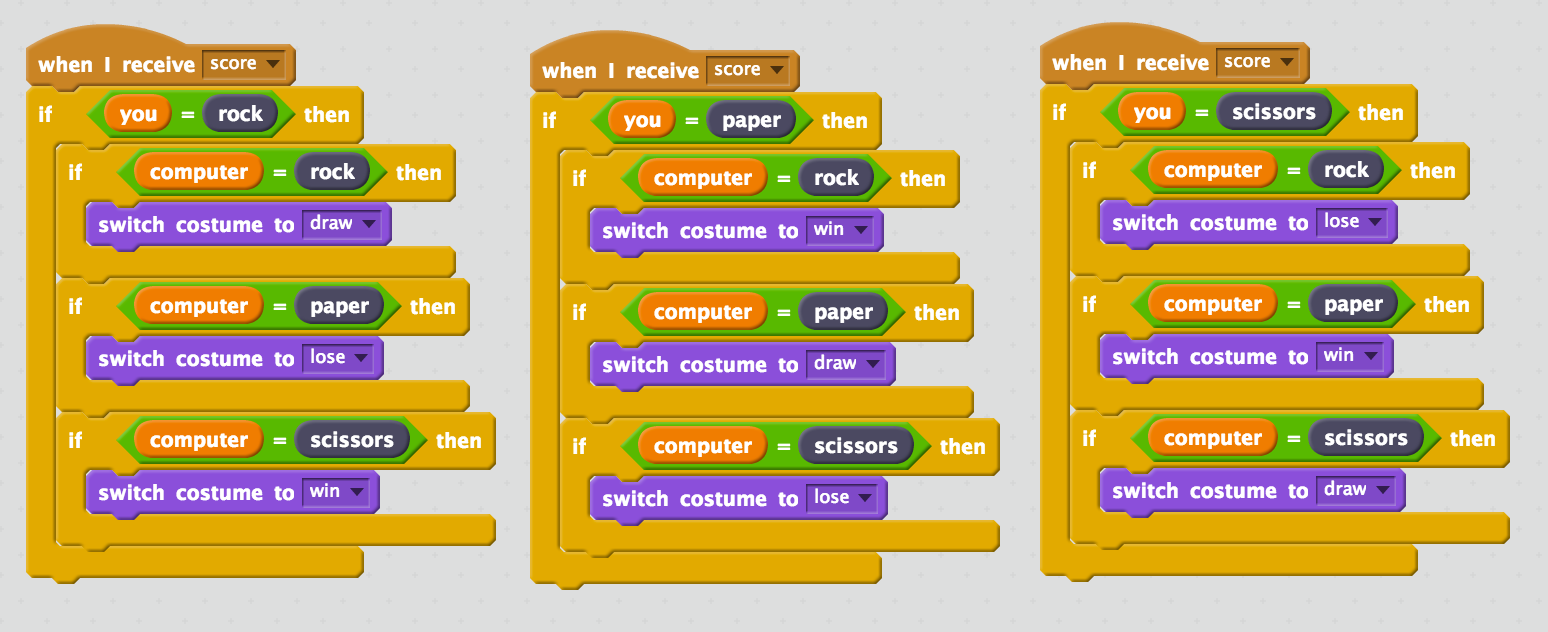 when I receive score
if you = rock then
if computer = rock then
switch costume to draw
if computer = paper then
switch costume to lose
if computer = scissors then
switch costume to win
when I receive score
if you = paper then
if computer = rock then
switch costume to win
if computer = paper then
switch costume to draw
if computer = scissors then
switch costume to lose
when I receive score
if you = scissors then
if computer = rock then
switch costume to lose
if computer = paper then
switch costume to win
if computer = scissors then
switch costume to draw